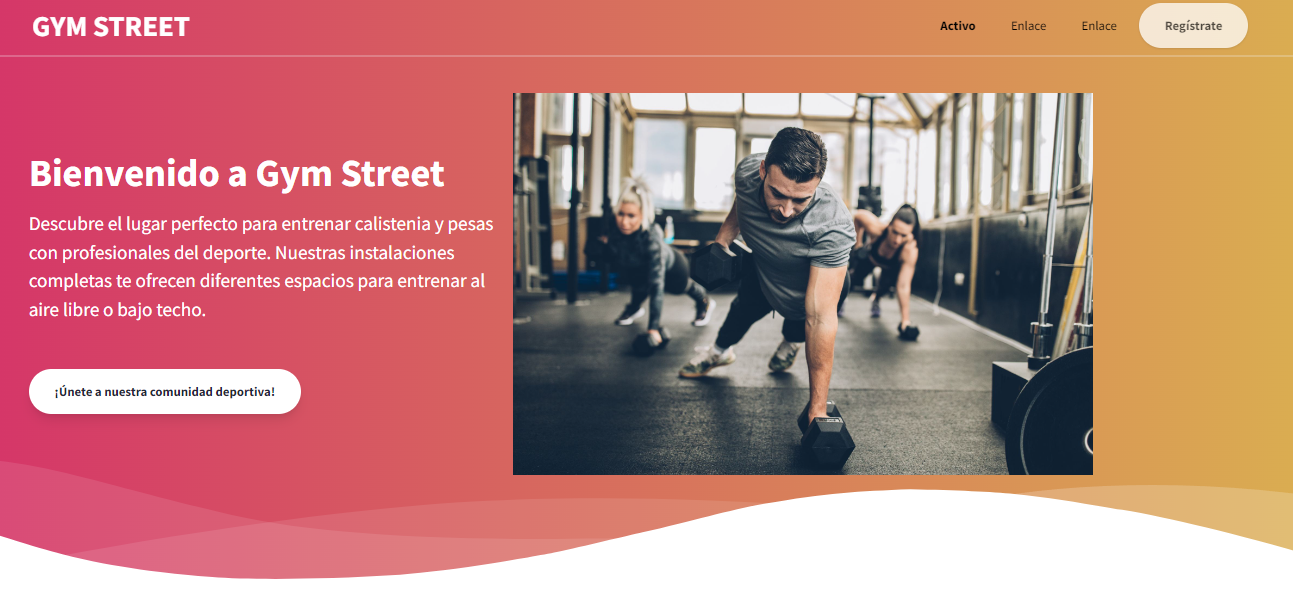 GYM STREET
Activo
Enlace
Enlace
Regístrate
Bienvenido a Gym Street
Descubre el lugar perfecto para entrenar calistenia y pesas
con profesionales del deporte. Nuestras instalaciones
completas te ofrecen diferentes espacios para entrenar al
aire libre o bajo techo.
¡Únete a nuestra comunidad deportiva!